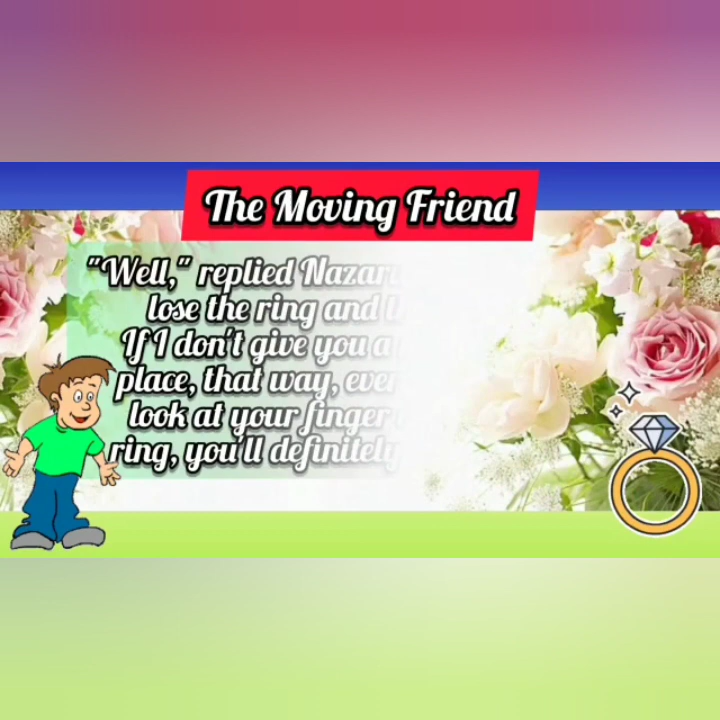 The Moving Friend
"Well," replied
lose the ring and
If I don't give you a
place, that way,
look at your finger
ring, you'll definitely